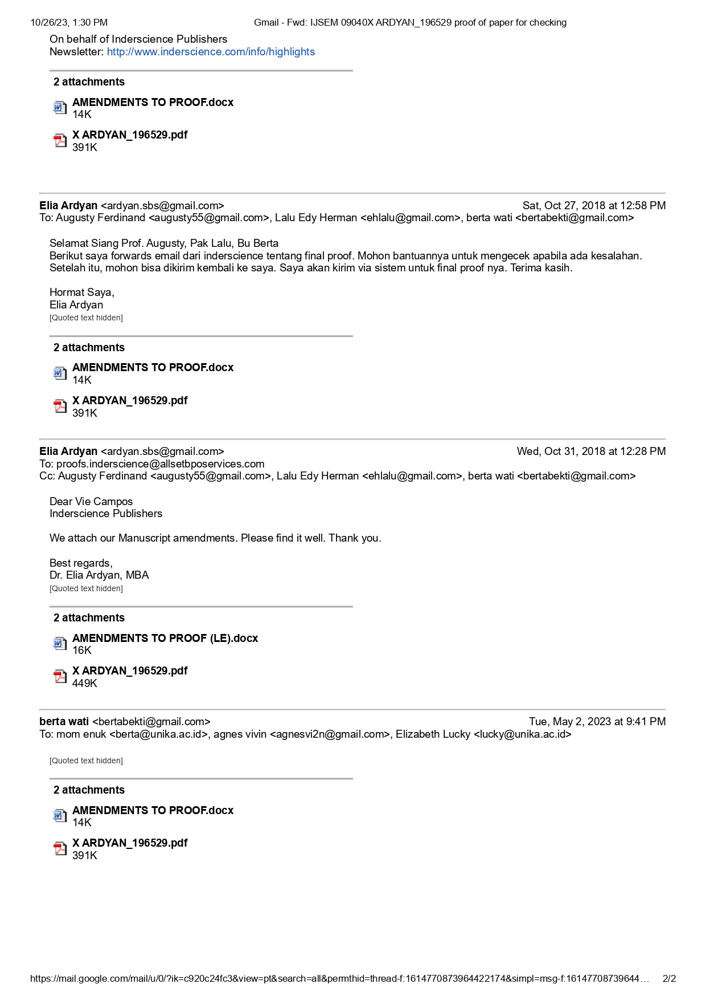 10/26/23, 1:30 PM Gmail - Fwd: IJSEM 09040X ARDYAN_196529 proof of paper for checking
On behalf of Inderscience Publishers
Newsletter: http://www.inderscience.com/info/highlights
2 attachments
AMENDMENTS TO PROOF.docx
14K
X ARDYAN_196529.pdf
391K
Elia Ardyan <ardyan.sbs@gmail.com> Sat, Oct 27, 2018 at 12:58 PM
To: Augusty Ferdinand <augusty55@gmail.com>, Lalu Edy Herman <ehlalu@gmail.com>, berta wati <bertabekti@gmail.com>
Selamat Siang Prof. Augusty, Pak Lalu, Bu Berta
Berikut saya forwards email dari inderscience tentang final proof. Mohon bantuannya untuk mengecek apabila ada kesalahan.
Setelah itu, mohon bisa dikirim kembali ke saya. Saya akan kirim via sistem untuk final proof nya. Terima kasih.
Hormat Saya,
Elia Ardyan
[Quoted text hidden]
2 attachments
AMENDMENTS TO PROOF.docx
14K
X ARDYAN_196529.pdf
391K
Elia Ardyan <ardyan.sbs@gmail.com> Wed, Oct 31, 2018 at 12:28 PM
To: proofs.inderscience@allsetbposervices.com
Cc: Augusty Ferdinand <augusty55@gmail.com>, Lalu Edy Herman <ehlalu@gmail.com>, berta wati <bertabekti@gmail.com>
Dear Vie Campos
Inderscience Publishers
We attach our Manuscript amendments. Please find it well. Thank you.
Best regards,
Dr. Elia Ardyan, MBA
[Quoted text hidden]
2 attachments
AMENDMENTS TO PROOF (LE).docx
16K
X ARDYAN_196529.pdf
449K
berta wati <bertabekti@gmail.com> Tue, May 2, 2023 at 9:41 PM
To: mom enuk <berta@unika.ac.id>, agnes vivin <agnesvi2n@gmail.com>, Elizabeth Lucky <lucky@unika.ac.id>
[Quoted text hidden]
2 attachments
AMENDMENTS TO PROOF.docx
14K
X ARDYAN_196529.pdf
391K
https://mail.google.com/mail/u/0/?ik=c920c24fc3&view=pt&search=all&permthid=thread-f:1614770873964422174&simpl=msg-f:16147708739644… 2/2